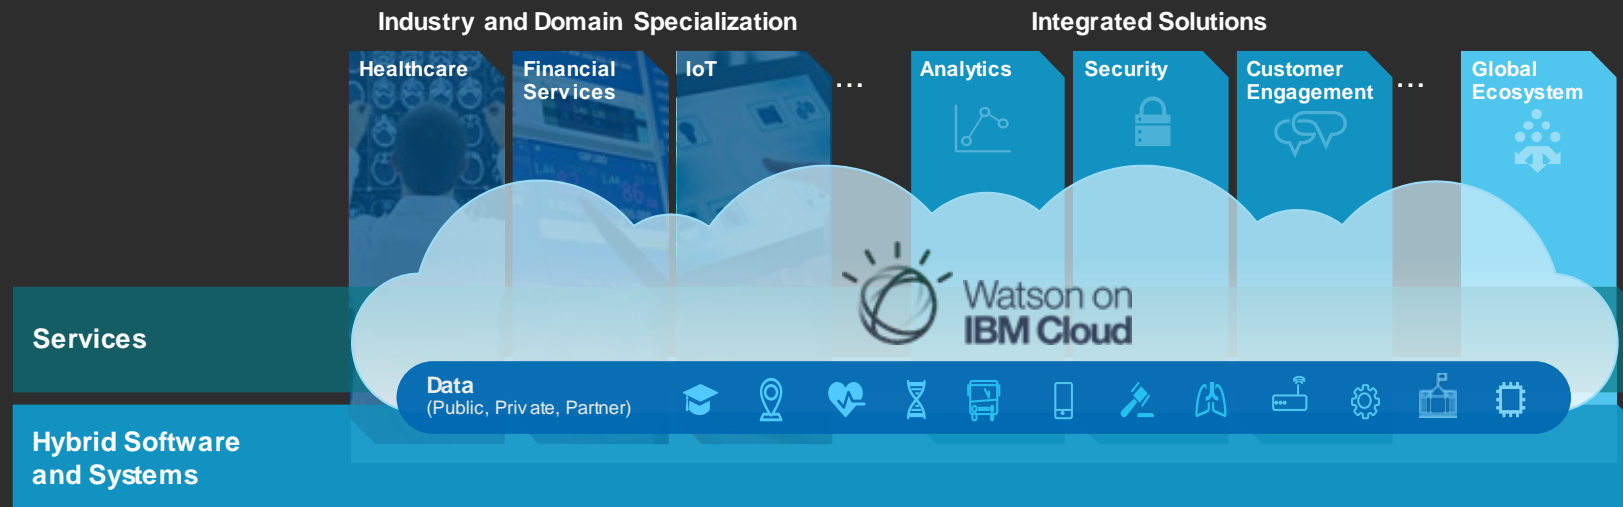 Industry and Domain Specialization
Integrated Solutions
Healthcare
Financial
Services
IoT
...
Analytics
Security
Customer
Engagement
...
Global
Ecosystem
Watson on
IBM Cloud
Services
Data
(Public, Private, Partner)
Hybrid Software
and Systems